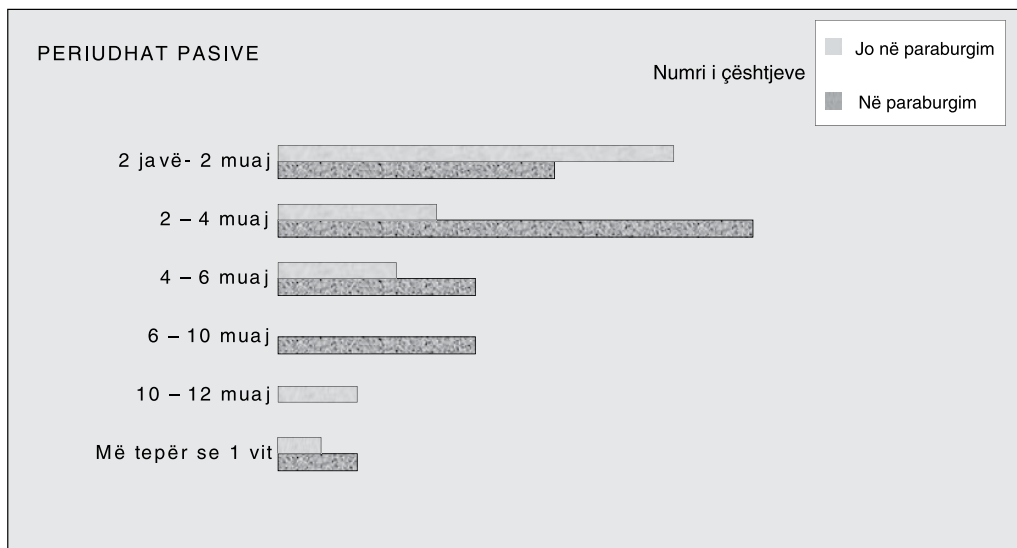 PERIUDHAT PASIVE
Numri i çështjeve
Jo në paraburgim
Në paraburgim
2 javë- 2 muaj
2 – 4 muaj
4 – 6 muaj
6 – 10 muaj
10 – 12 muaj
Më tepër se 1 vit